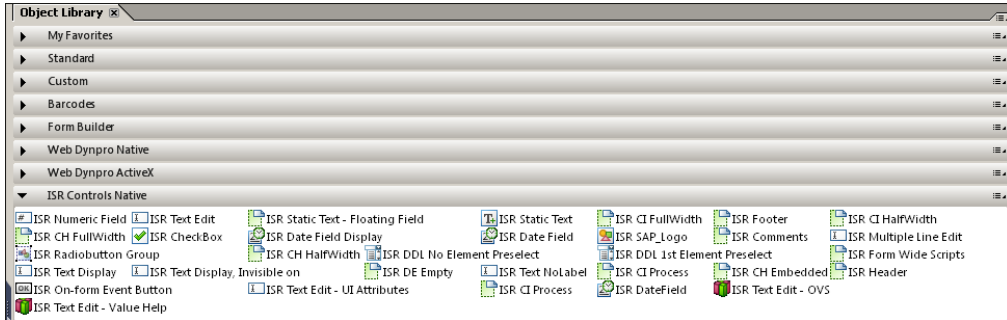 Object Library
My Favorites
Standard
Custom
Barcodes
Form Builder
Web Dynpro Native
Web Dynpro ActiveX
ISR Controls Native
# ISR Numeric Field ISR Text Edit ISR Static Text - Floating Field T ISR Static Text ISR CI FullWidth ISR Footer ISR CI HalfWidth
ISR CH FullWidth ISR CheckBox ISR Date Field Display ISR Date Field ISR SAP_Logo ISR Comments ISR Multiple Line Edit
ISR Radiobutton Group ISR CH HalfWidth ISR DDL No Element Preselect ISR DDL 1st Element Preselect ISR Form Wide Scripts
ISR Text Display ISR Text Display, Invisible on ISR DE Empty ISR Text NoLabel ISR CI Process ISR CH Embedded ISR Header
OK ISR On-form Event Button ISR Text Edit - UI Attributes ISR CI Process ISR DateField ISR Text Edit - OVS
ISR Text Edit - Value Help